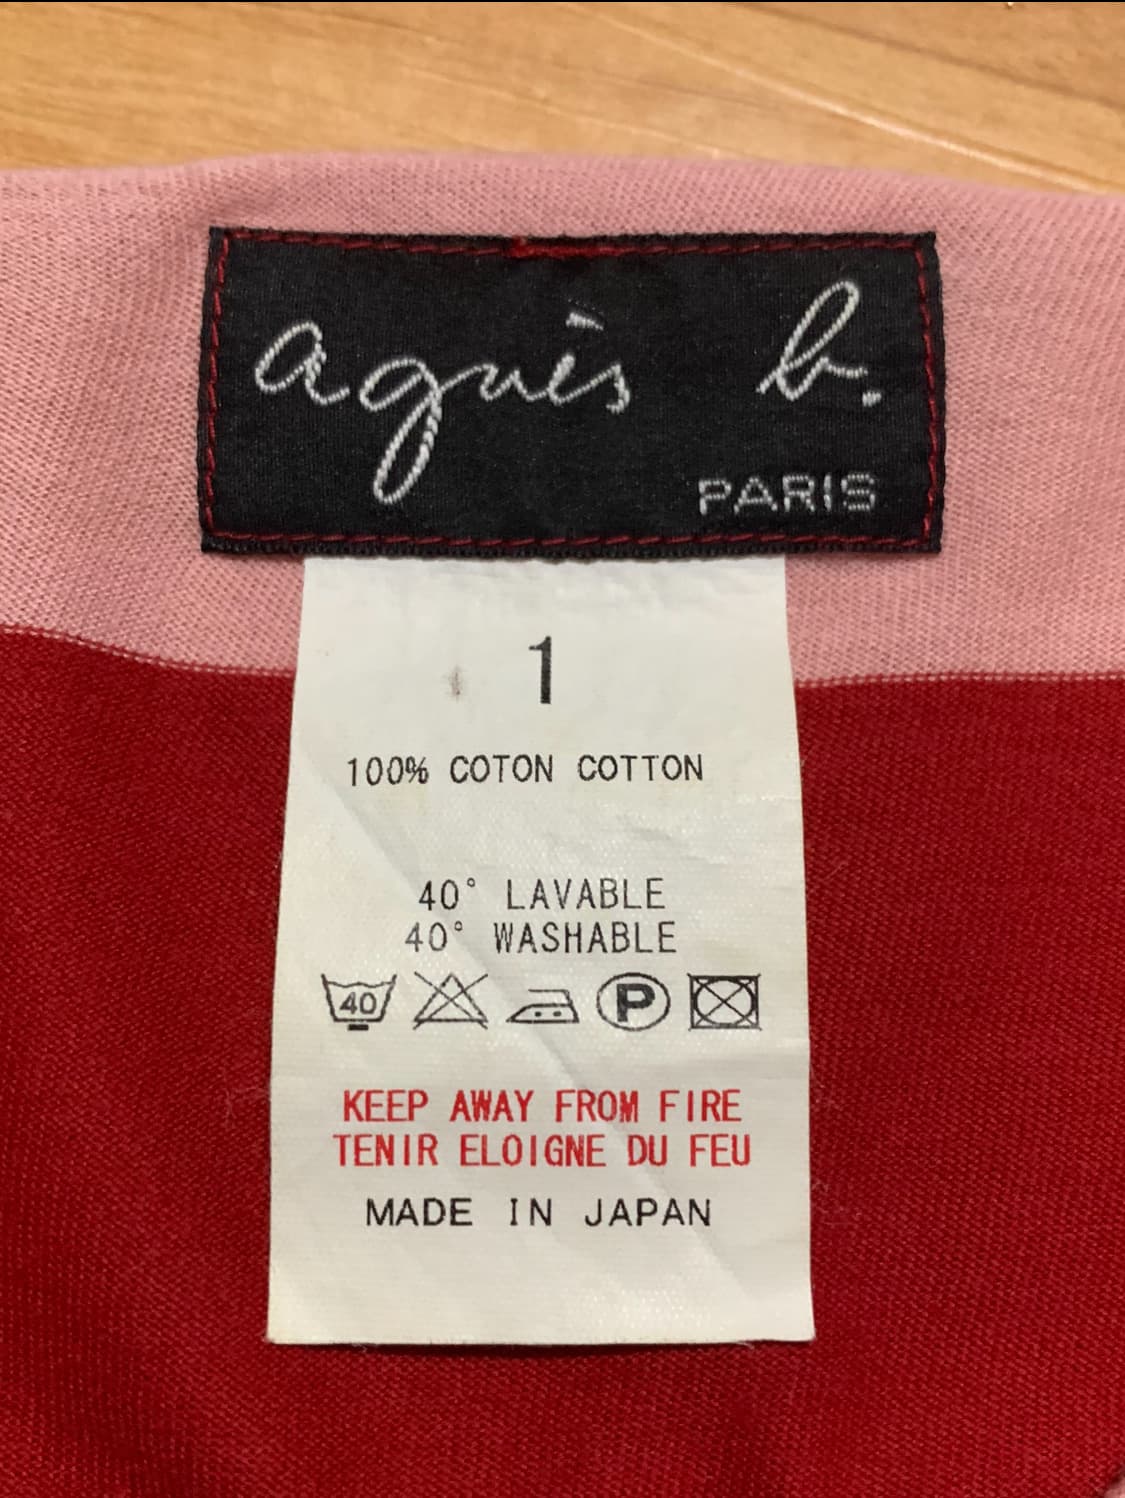 agnès b.
PARIS
1
100% COTON COTTON
40° LAVABLE
40° WASHABLE
40 P
KEEP AWAY FROM FIRE
TENIR ELOIGNE DU FEU
MADE IN JAPAN